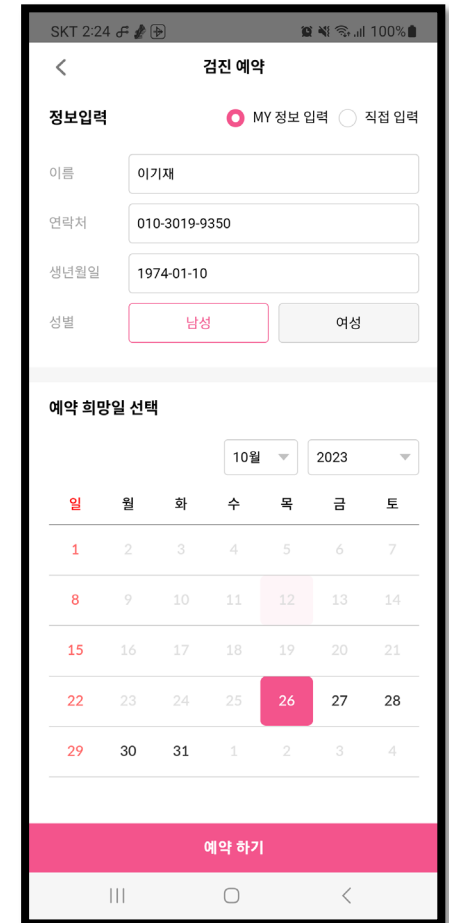 SKT 2:24 100%
검진 예약
정보입력 MY 정보 입력 직접 입력
이름 이기재
연락처 010-3019-9350
생년월일 1974-01-10
성별 남성 여성
예약 희망일 선택
10월 2023
일 월 화 수 목 금 토
1 2 3 4 5 6 7
8 9 10 11 12 13 14
15 16 17 18 19 20 21
22 23 24 25 26 27 28
29 30 31 1 2 3 4
예약 하기